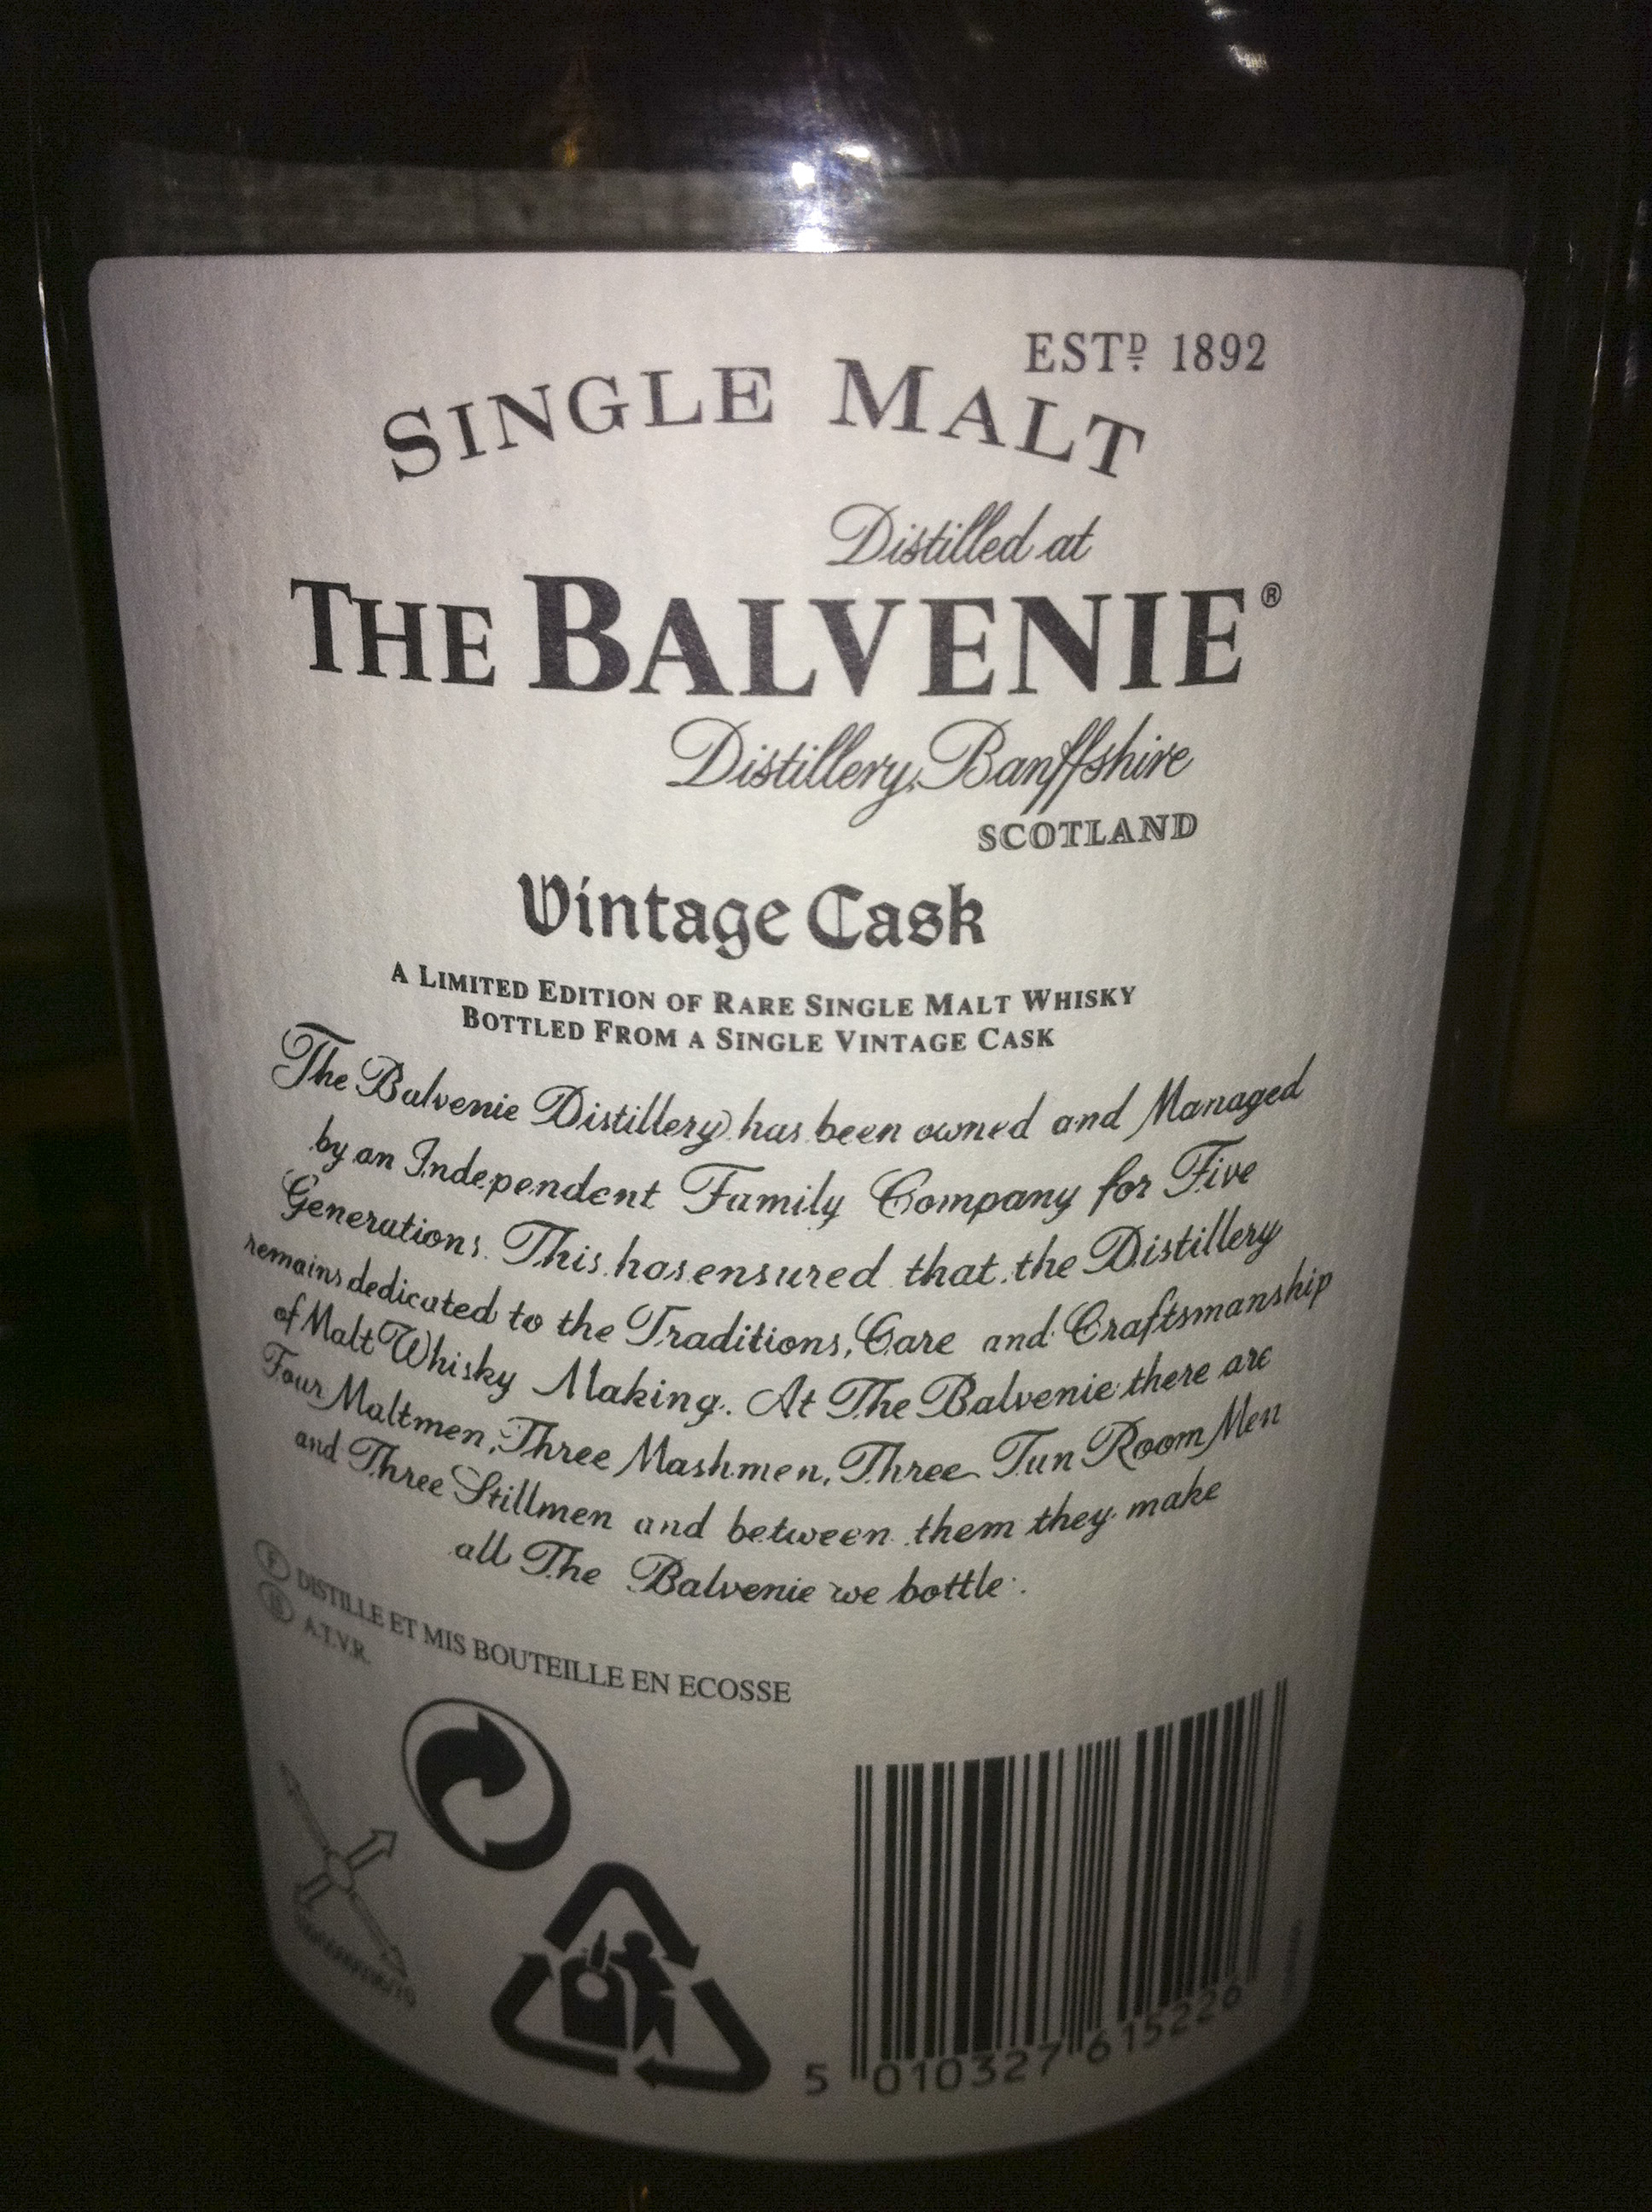 ESTD. 1892
SINGLE MALT
Distilled at
THE BALVENIE®
Distillery, Banffshire
SCOTLAND
Vintage Cask
A LIMITED EDITION OF RARE SINGLE MALT WHISKY
BOTTLED FROM A SINGLE VINTAGE CASK
The Balvenie Distillery has been owned and Managed
by an Independent Family Company for Five
Generations. This has ensured that the Distillery
remains dedicated to the Traditions, Care and Craftsmanship
of Malt Whisky Making. At The Balvenie there are
Four Maltmen, Three Mashmen, Three Tun Room Men
and Three Stillmen and between them they make
all The Balvenie we bottle.
Ⓕ DISTILLE ET MIS BOUTEILLE EN ECOSSE
Ⓑ A.T.V.R.
5 010327 615226